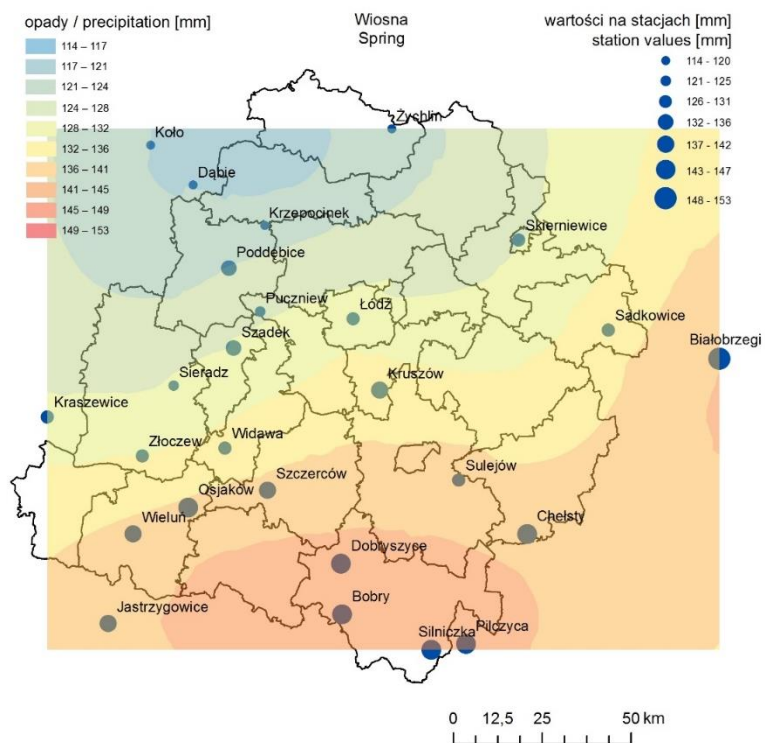 opady / precipitation [mm]
114 – 117
117 – 121
121 – 124
124 – 128
128 – 132
132 – 136
136 – 141
141 – 145
145 – 149
149 – 153
Wiosna
Spring
wartości na stacjach [mm]
station values [mm]
114 - 120
121 - 125
126 - 131
132 - 136
137 - 142
143 - 147
148 - 153
Żychlin
Koło
Dąbie
Krzepocinek
Skierniewice
Poddębice
Puczniew
Łódź
Sadkowice
Szadek
Białobrzegi
Sieradz
Kruszów
Kraszewice
Złoczew
Widawa
Sulejów
Szczerców
Osjaków
Wieluń
Chełsty
Dobryszyce
Bobry
Jastrzygowice
Silniczka
Pilczyca
0 12,5 25 50 km